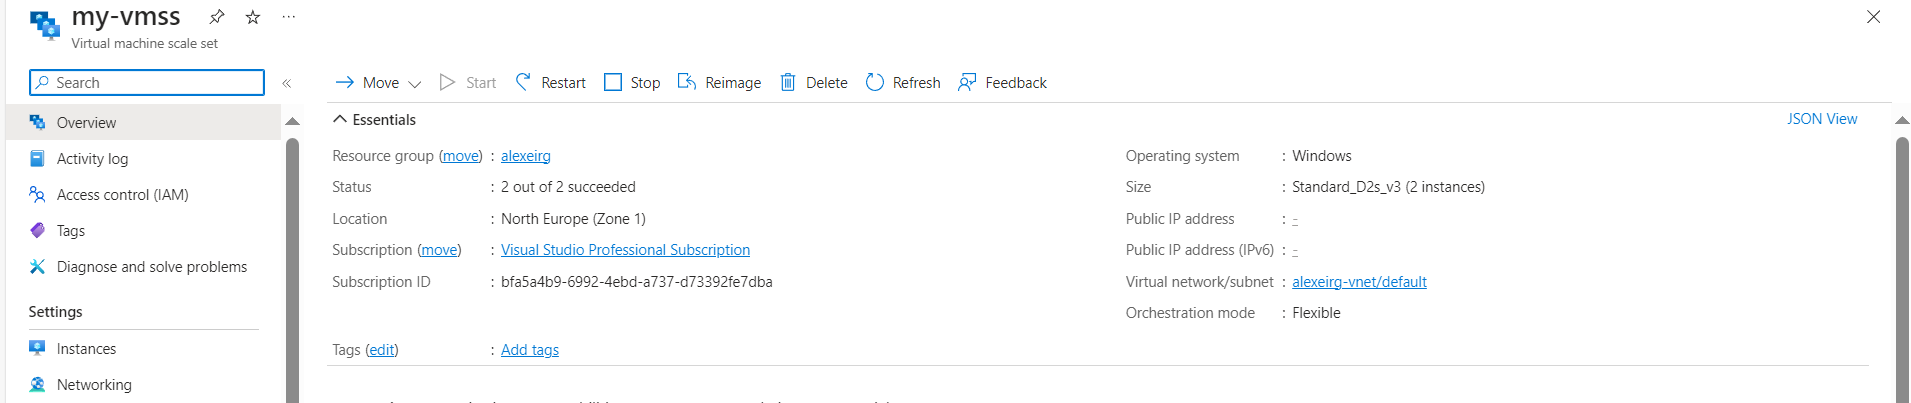 my-vmss
Virtual machine scale set
Search
Overview
Activity log
Access control (IAM)
Tags
Diagnose and solve problems
Settings
Instances
Networking
Move Start Restart Stop Reimage Delete Refresh Feedback
Essentials JSON View
Resource group (move) : alexeirg
Status : 2 out of 2 succeeded
Location : North Europe (Zone 1)
Subscription (move) : Visual Studio Professional Subscription
Subscription ID : bfa5a4b9-6992-4ebd-a737-d73392fe7dba
Operating system : Windows
Size : Standard_D2s_v3 (2 instances)
Public IP address : -
Public IP address (IPv6) : -
Virtual network/subnet : alexeirg-vnet/default
Orchestration mode : Flexible
Tags (edit) : Add tags